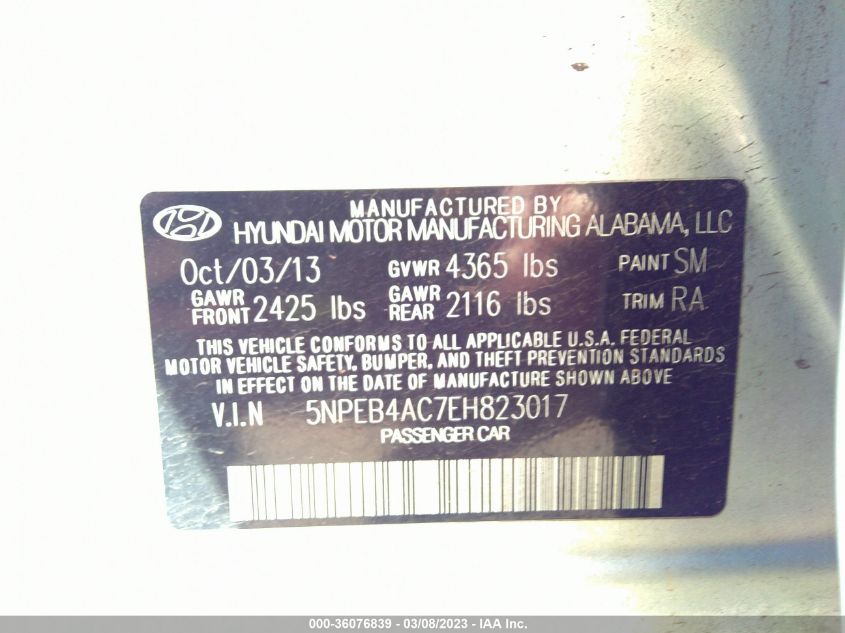 MANUFACTURED BY
HYUNDAI MOTOR MANUFACTURING ALABAMA, LLC
Oct/03/13 GVWR 4365 lbs PAINT SM
GAWR FRONT 2425 lbs GAWR REAR 2116 lbs TRIM RA
THIS VEHICLE CONFORMS TO ALL APPLICABLE U.S.A. FEDERAL
MOTOR VEHICLE SAFETY, BUMPER, AND THEFT PREVENTION STANDARDS
IN EFFECT ON THE DATE OF MANUFACTURE SHOWN ABOVE
V.I.N 5NPEB4AC7EH823017
PASSENGER CAR
000-36076839 - 03/08/2023 - IAA Inc.